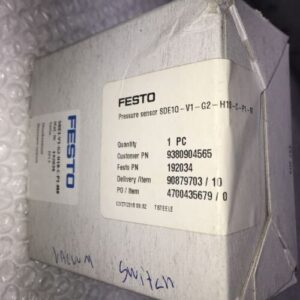 FESTO
Pressure sensor SDE10-V1-G2-H18-C-P1-M
Quantity 1 PC
Customer PN 9380904565
Festo PN 192034
Delivery /Item 90879703 / 10
PO / Item 4700435679 / 0
FESTO
192034
Vacuum Switch